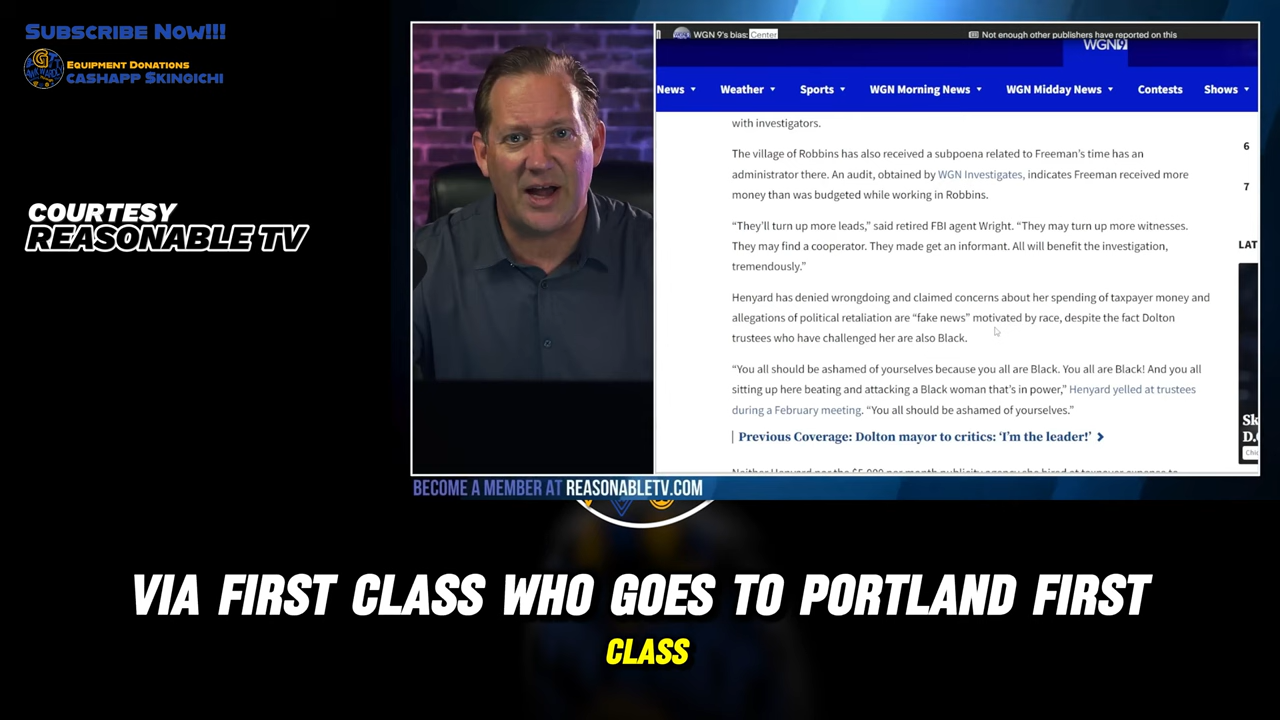 Subscribe Now!!!
Equipment Donations
CASHAPP SKINOICHI
COURTESY
REASONABLE TV
WGN 9's bias: Center
Not enough other publishers have reported on this
WGN9
News
Weather
Sports
WGN Morning News
WGN Midday News
Contests
Shows
with investigators.
The village of Robbins has also received a subpoena related to Freeman's time has an
administrator there. An audit, obtained by WGN Investigates, indicates Freeman received more
money than was budgeted while working in Robbins.
“They'll turn up more leads,” said retired FBI agent Wright. “They may turn up more witnesses.
They may find a cooperator. They made get an informant. All will benefit the investigation,
tremendously.”
Henyard has denied wrongdoing and claimed concerns about her spending of taxpayer money and
allegations of political retaliation are “fake news” motivated by race, despite the fact Dolton
trustees who have challenged her are also Black.
“You all should be ashamed of yourselves because you all are Black. You all are Black! And you all
sitting up here beating and attacking a Black woman that's in power,” Henyard yelled at trustees
during a February meeting. “You all should be ashamed of yourselves.”
Previous Coverage: Dolton mayor to critics: ‘I'm the leader!’
6
7
LAT
Sk
D.
BECOME A MEMBER AT REASONABLETV.COM
VIA FIRST CLASS WHO GOES TO PORTLAND FIRST
CLASS